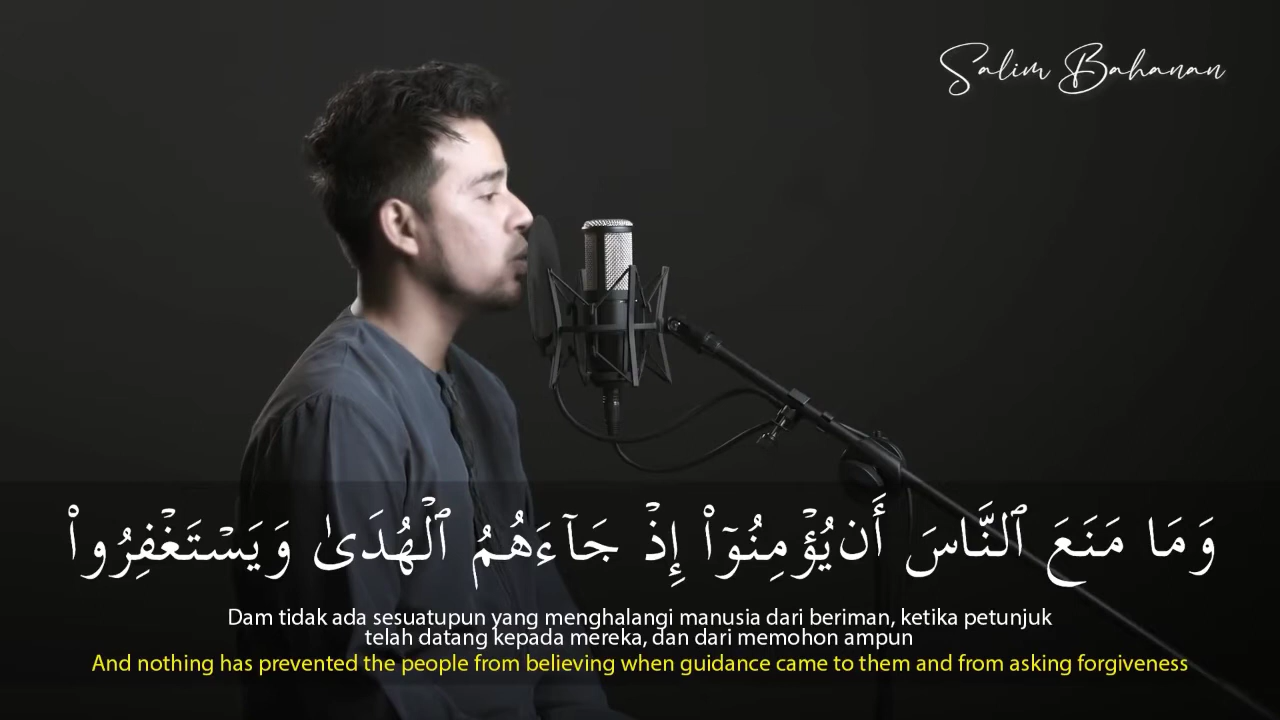 Salim Bahanan
وَمَا مَنَعَ ٱلنَّاسَ أَن يُؤْمِنُوٓا۟ إِذْ جَآءَهُمُ ٱلْهُدَىٰ وَيَسْتَغْفِرُوا۟
Dam tidak ada sesuatupun yang menghalangi manusia dari beriman, ketika petunjuk
telah datang kepada mereka, dan dari memohon ampun
And nothing has prevented the people from believing when guidance came to them and from asking forgiveness